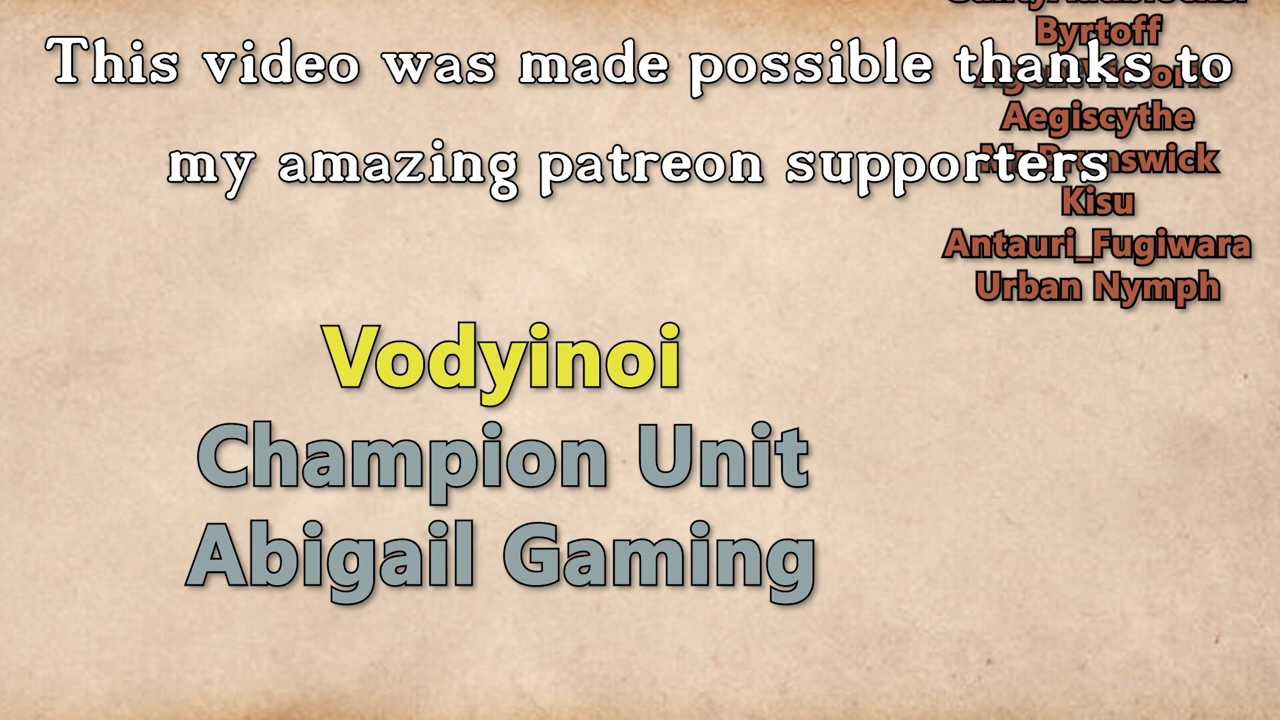 This video was made possible thanks to
my amazing patreon supporters
Byrtoff
Aegiscythe
Kisu
Antauri_Fugiwara
Urban Nymph
Vodyinoi
Champion Unit
Abigail Gaming